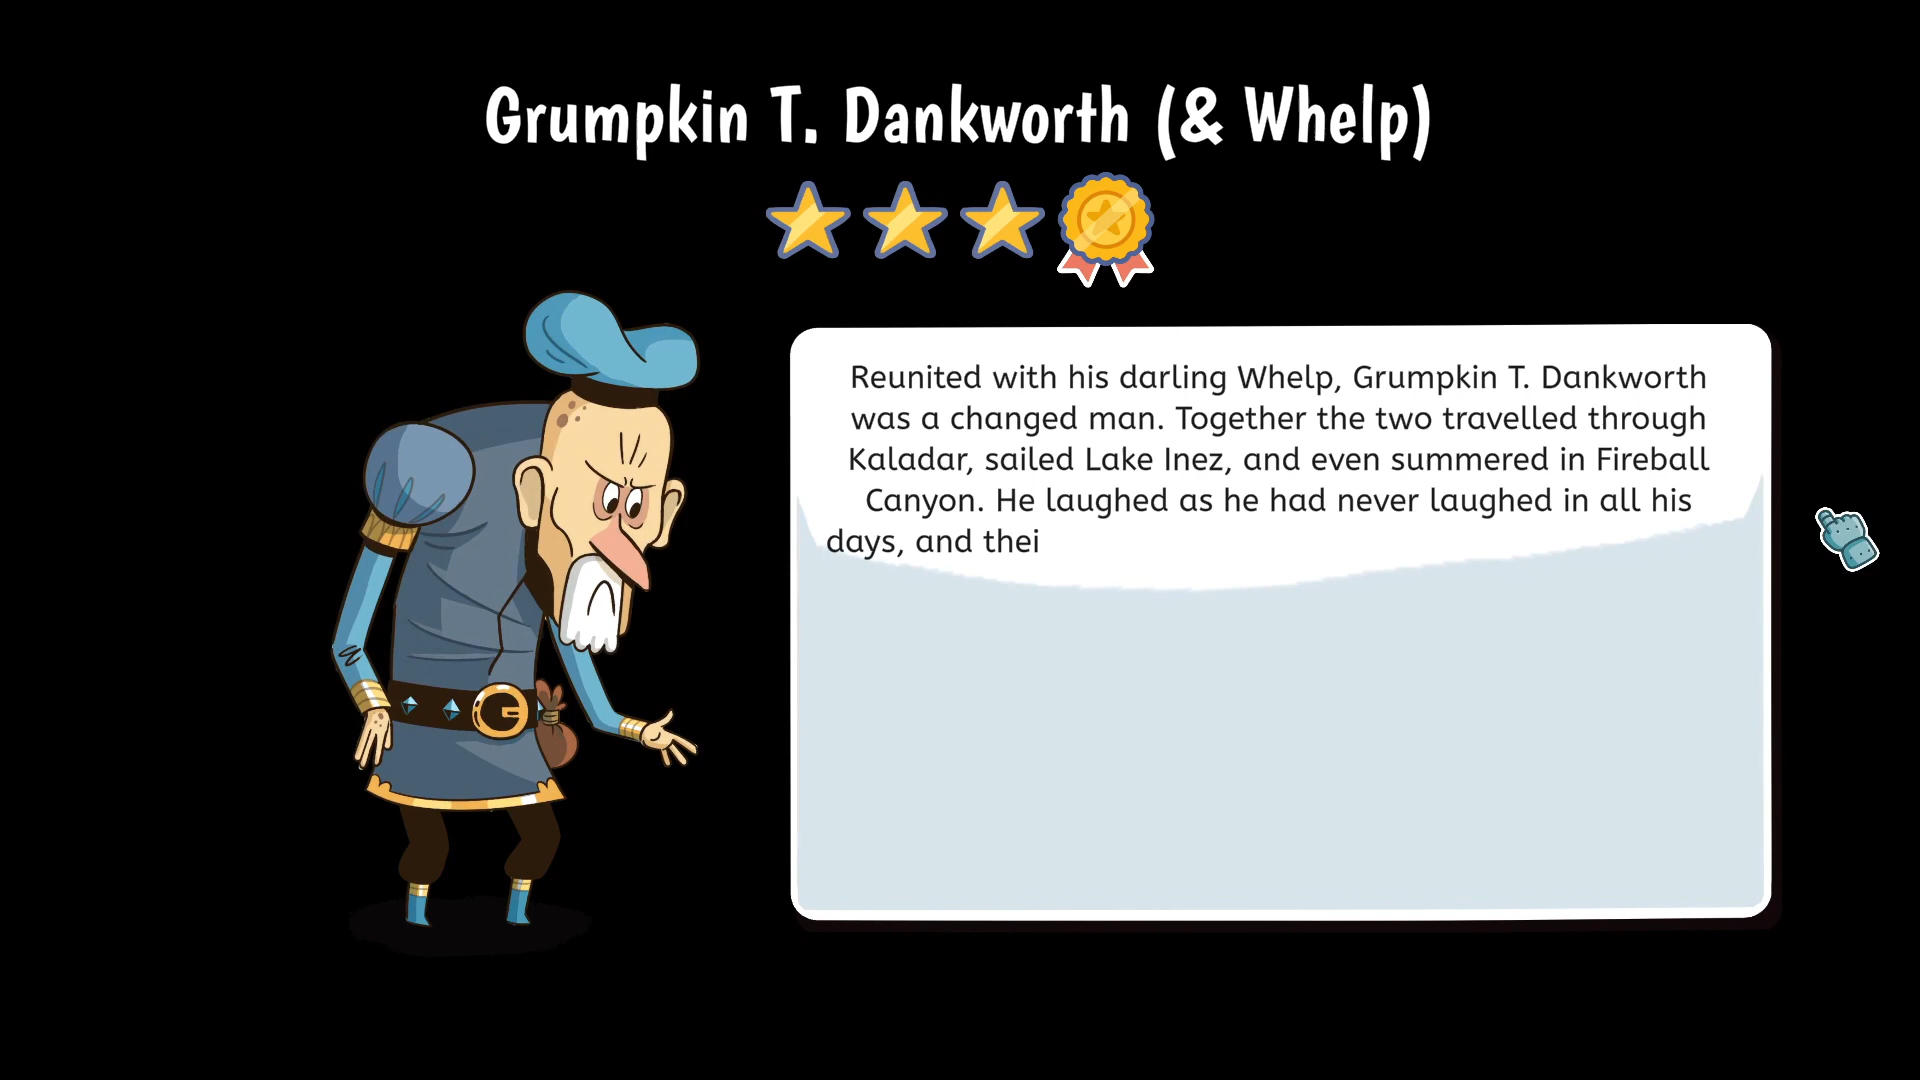 Grumpkin T. Dankworth (& Whelp)
Reunited with his darling Whelp, Grumpkin T. Dankworth
was a changed man. Together the two travelled through
Kaladar, sailed Lake Inez, and even summered in Fireball
Canyon. He laughed as he had never laughed in all his
days, and thei
G